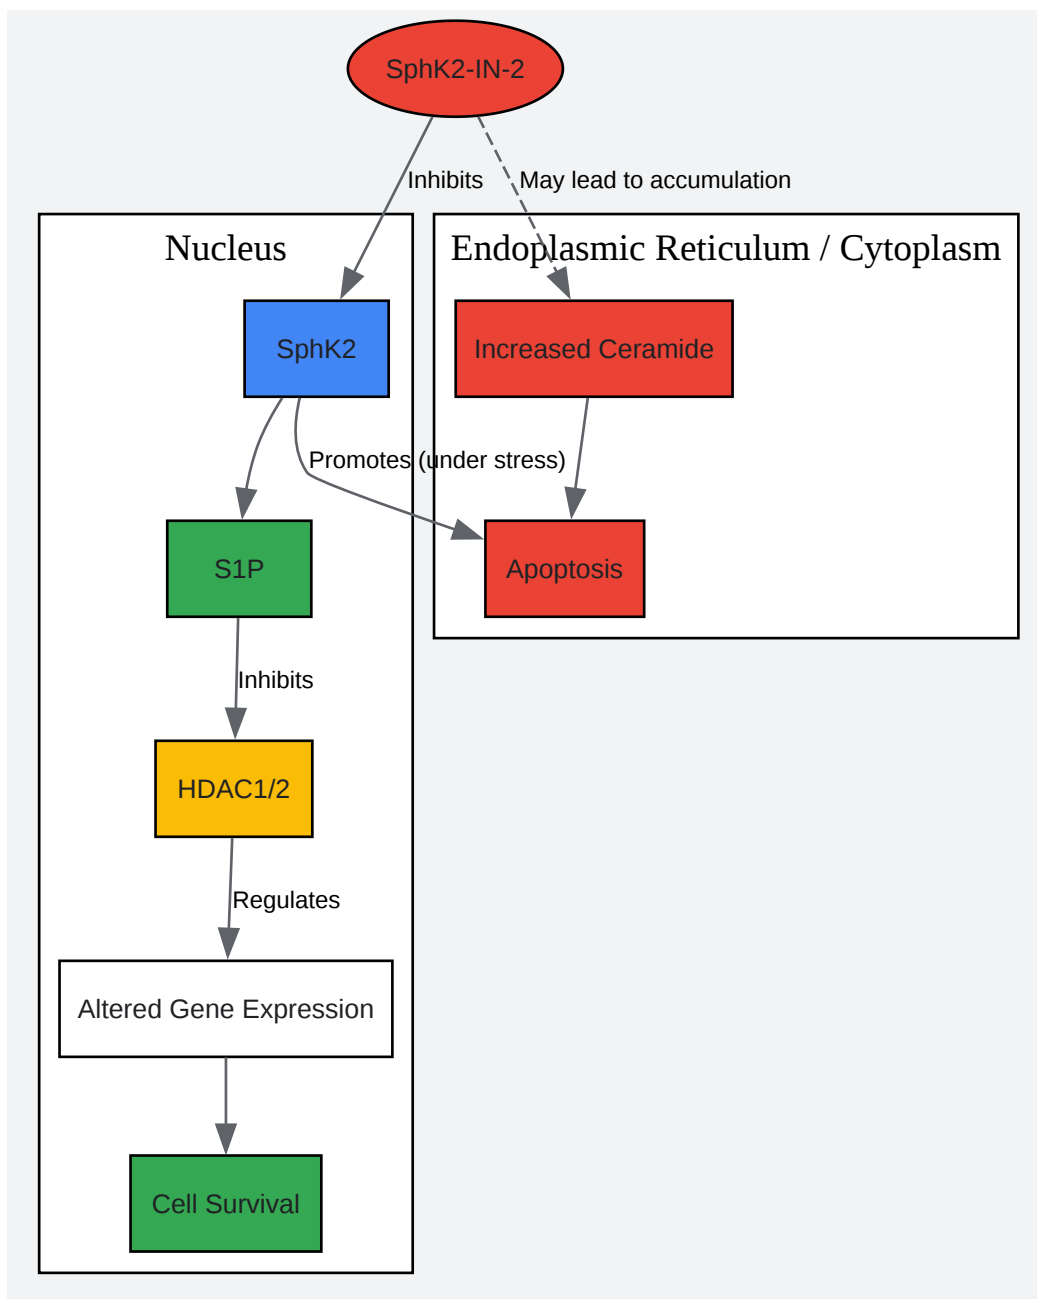 SphK2-IN-2
Inhibits
May lead to accumulation
Nucleus
Endoplasmic Reticulum / Cytoplasm
SphK2
Increased Ceramide
Promotes (under stress)
S1P
Apoptosis
Inhibits
HDAC1/2
Regulates
Altered Gene Expression
Cell Survival